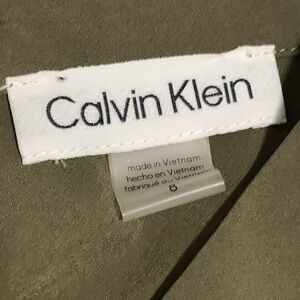 Calvin Klein
made in Vietnam
hecho en Vietnam
fabriqué au Vietnam
8